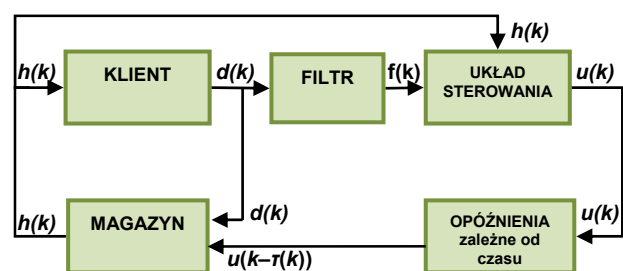 h(k)
h(k)
KLIENT
d(k)
FILTR
f(k)
UKŁAD
STEROWANIA
u(k)
h(k)
MAGAZYN
d(k)
u(k–τ(k))
OPÓŹNIENIA
zależne od
czasu
u(k)